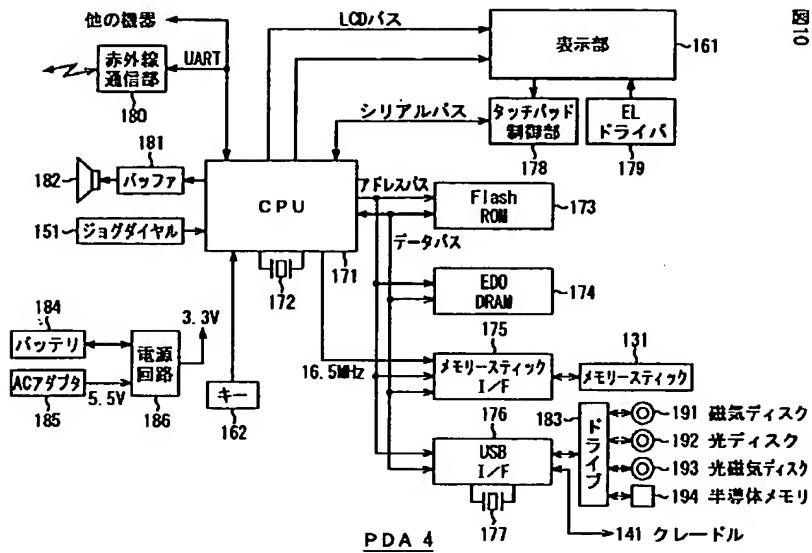 図10
他の機器
LCDバス
表示部
161
赤外線
通信部
UART
180
シリアルバス
タッチパッド
制御部
178
EL
ドライバ
179
181
182
バッファ
CPU
アドレスバス
Flash
ROM
173
151
ジョグダイヤル
データバス
172
171
EDO
DRAM
174
184
バッテリ
3.3V
電源
回路
ACアダプタ
185
5.5V
186
キー
162
16.5MHz
175
メモリースティック
I/F
131
メモリースティック
176
USB
I/F
177
183
ドライブ
191 磁気ディスク
192 光ディスク
193 光磁気ディスク
194 半導体メモリ
141 クレードル
PDA 4